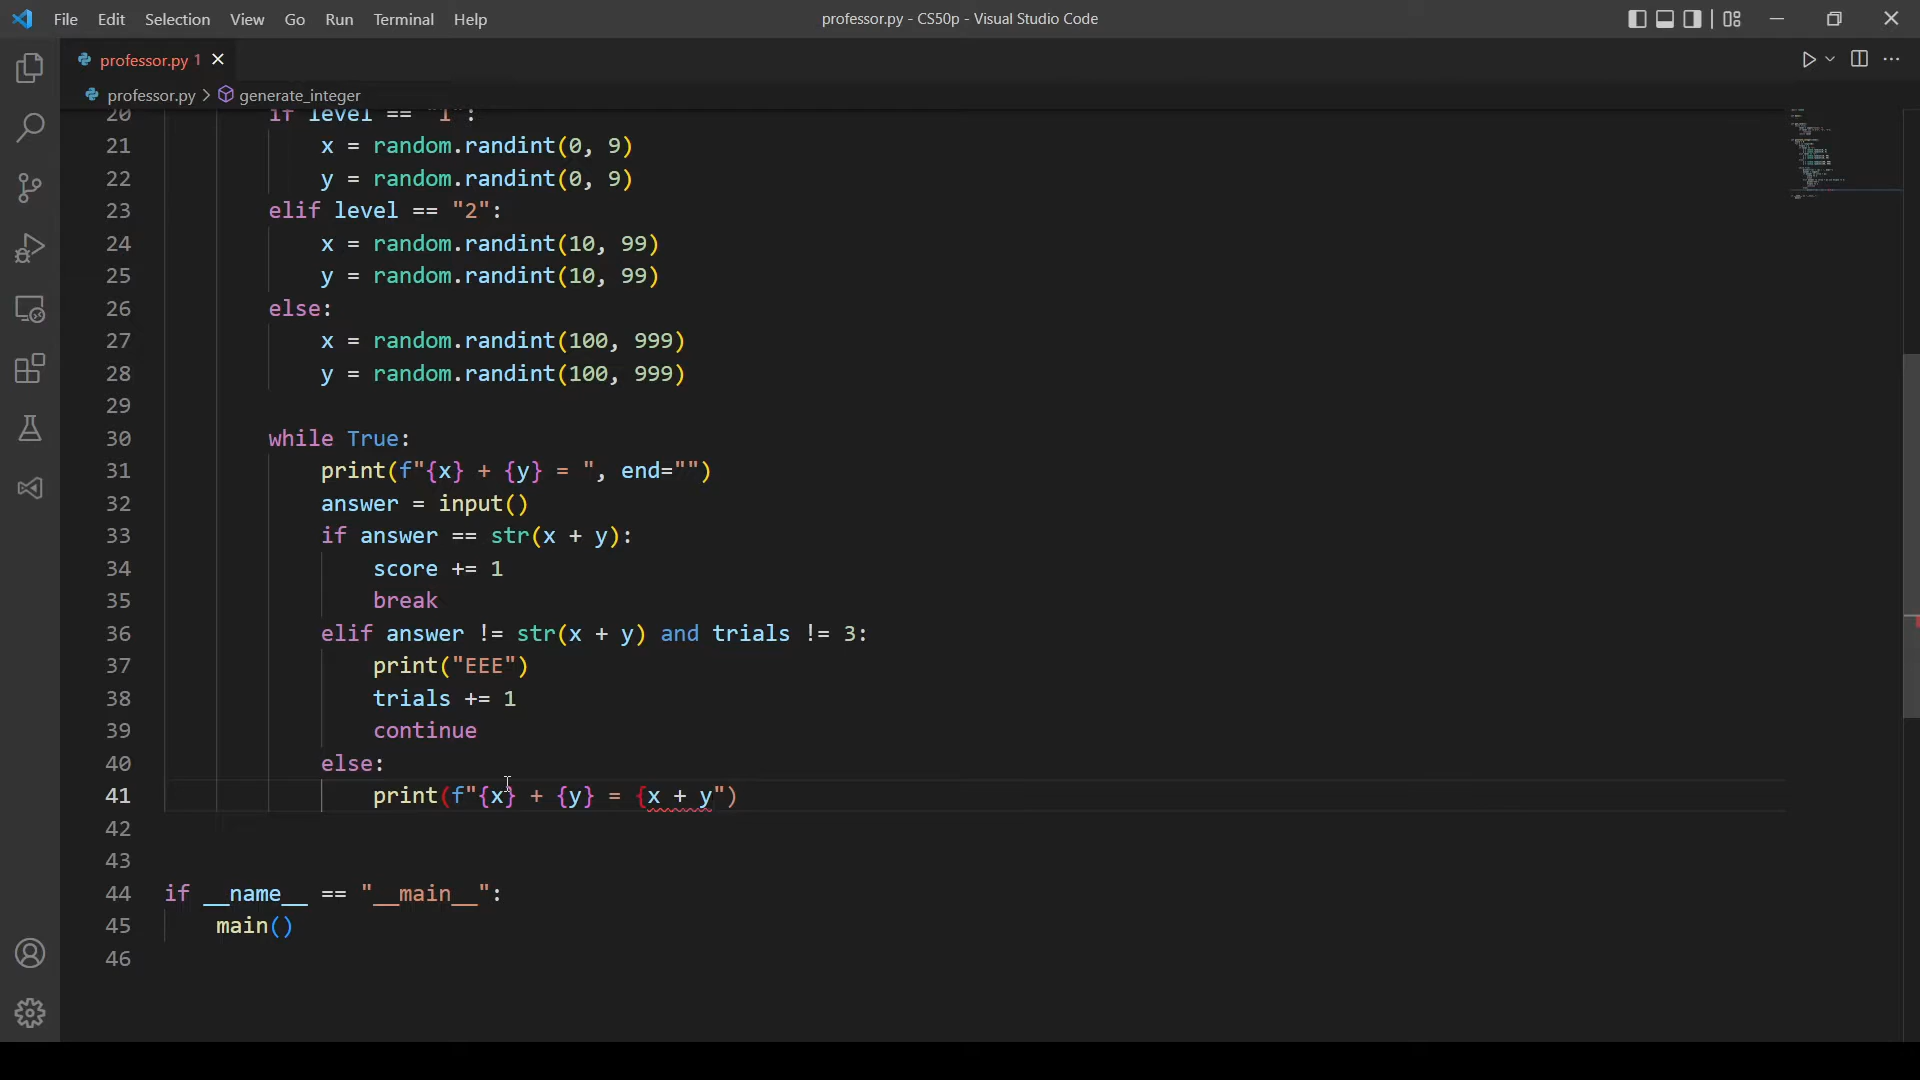 File Edit Selection View Go Run Terminal Help
professor.py - CS50p - Visual Studio Code
professor.py 1
professor.py > generate_integer
20 if level == "1":
21 x = random.randint(0, 9)
22 y = random.randint(0, 9)
23 elif level == "2":
24 x = random.randint(10, 99)
25 y = random.randint(10, 99)
26 else:
27 x = random.randint(100, 999)
28 y = random.randint(100, 999)
29
30 while True:
31 print(f"{x} + {y} = ", end="")
32 answer = input()
33 if answer == str(x + y):
34 score += 1
35 break
36 elif answer != str(x + y) and trials != 3:
37 print("EEE")
38 trials += 1
39 continue
40 else:
41 print(f"{x} + {y} = {x + y")
42
43
44 if __name__ == "__main__":
45 main()
46